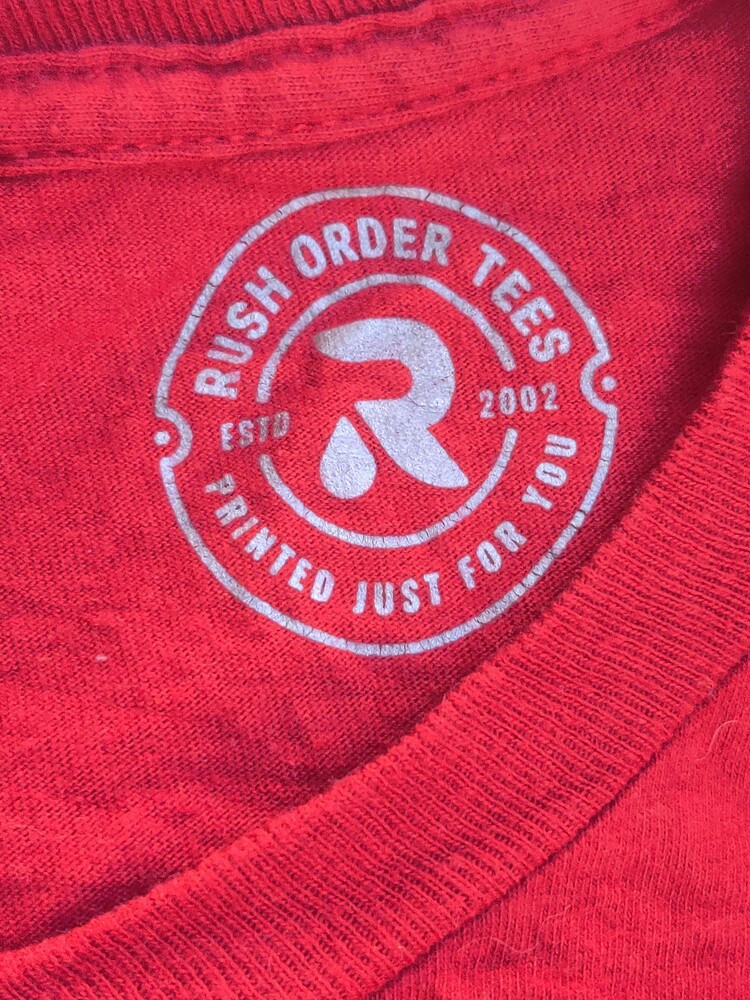 RUSH ORDER TEES
ESTD
R
2002
PRINTED JUST FOR YOU